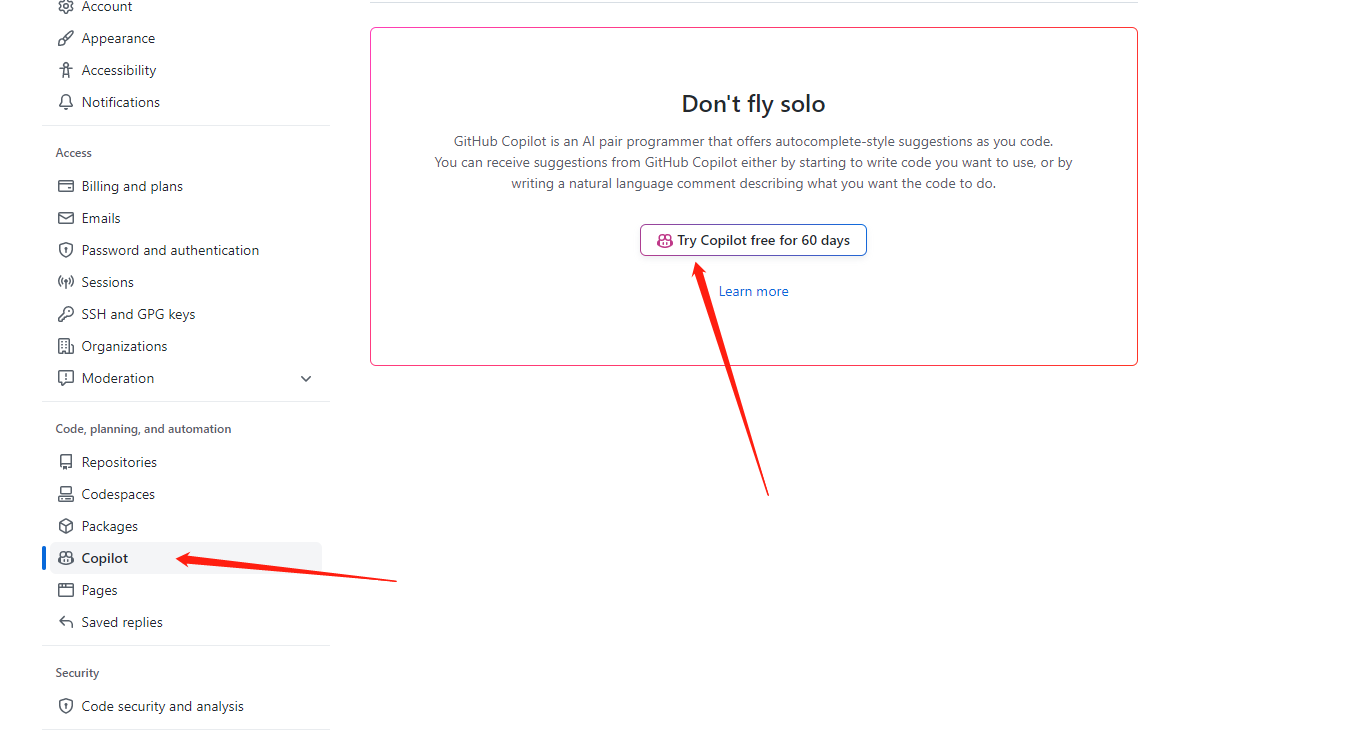 Account
Appearance
Accessibility
Notifications
Access
Billing and plans
Emails
Password and authentication
Sessions
SSH and GPG keys
Organizations
Moderation
Code, planning, and automation
Repositories
Codespaces
Packages
Copilot
Pages
Saved replies
Security
Code security and analysis
Don't fly solo
GitHub Copilot is an AI pair programmer that offers autocomplete-style suggestions as you code.
You can receive suggestions from GitHub Copilot either by starting to write code you want to use, or by
writing a natural language comment describing what you want the code to do.
Try Copilot free for 60 days
Learn more